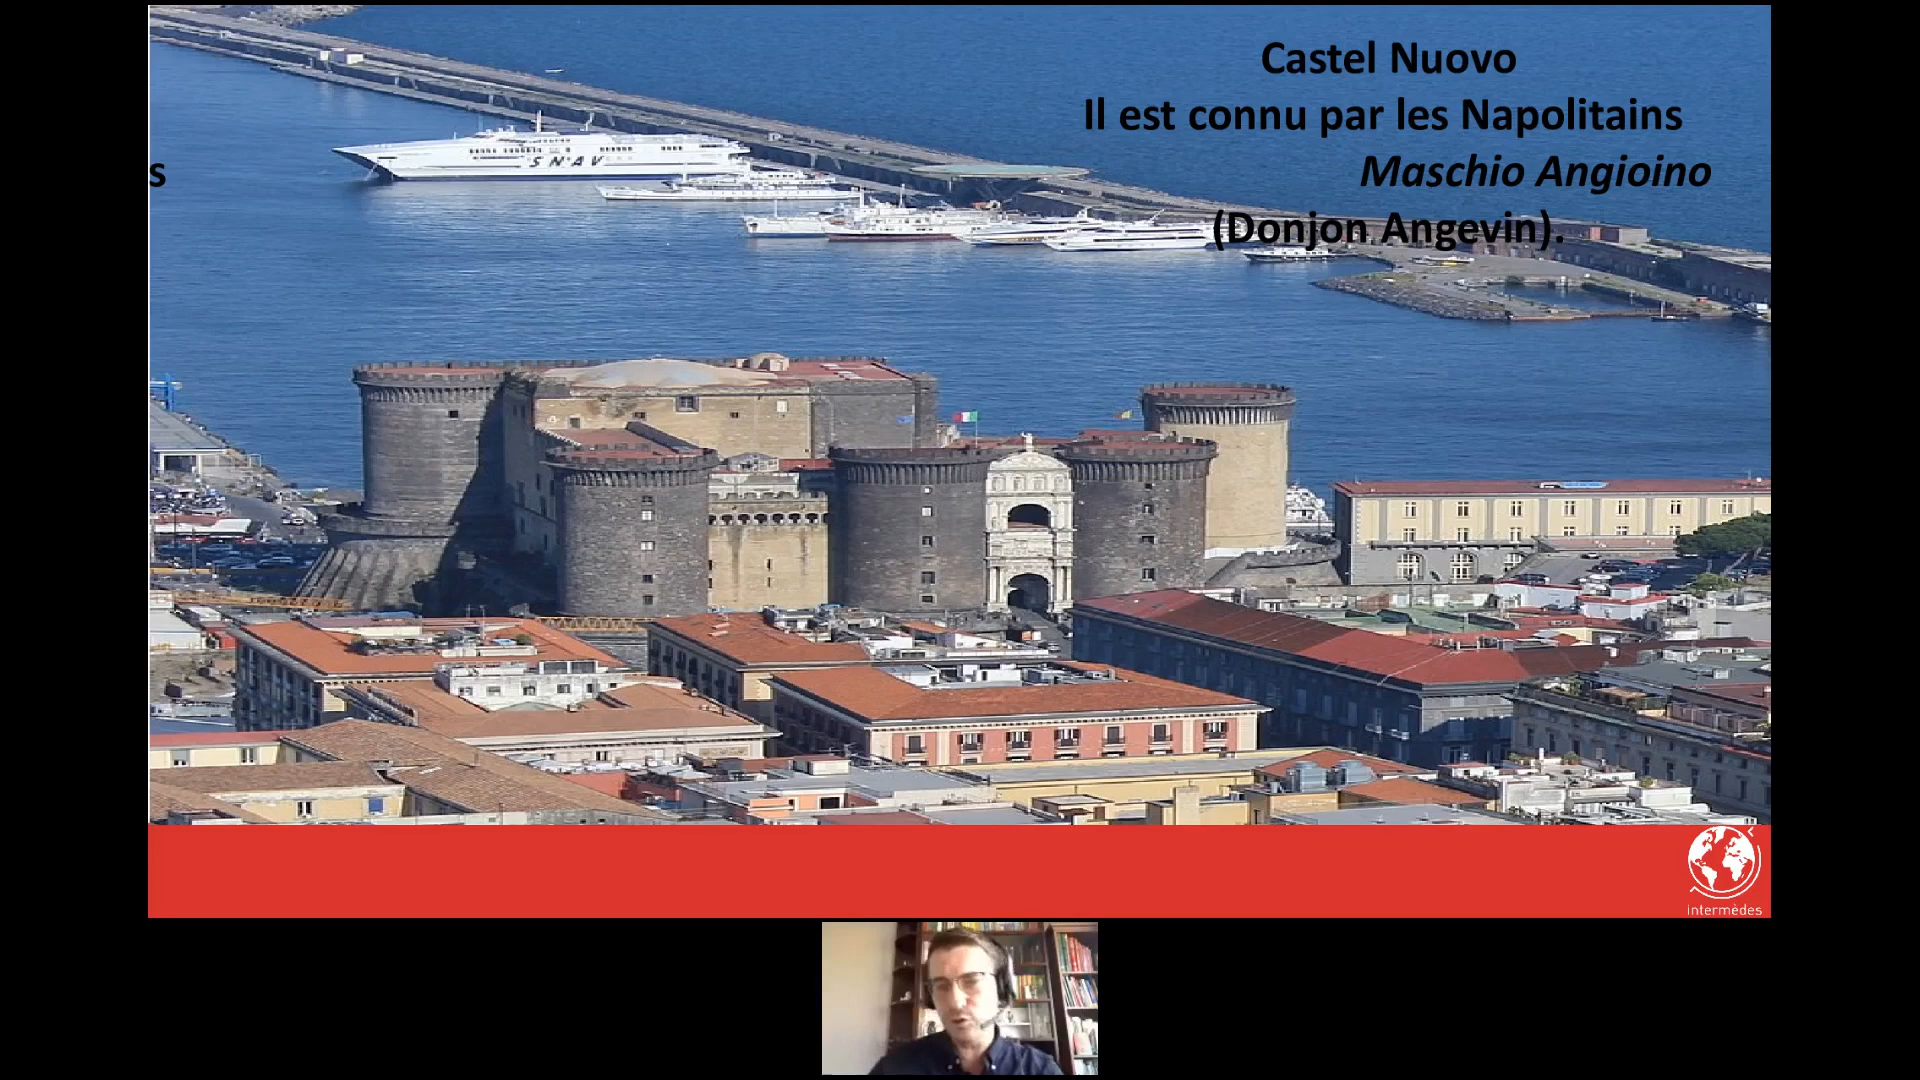 Castel Nuovo
Il est connu par les Napolitains
s
Maschio Angioino
(Donjon Angevin).
SNAV
intermèdes